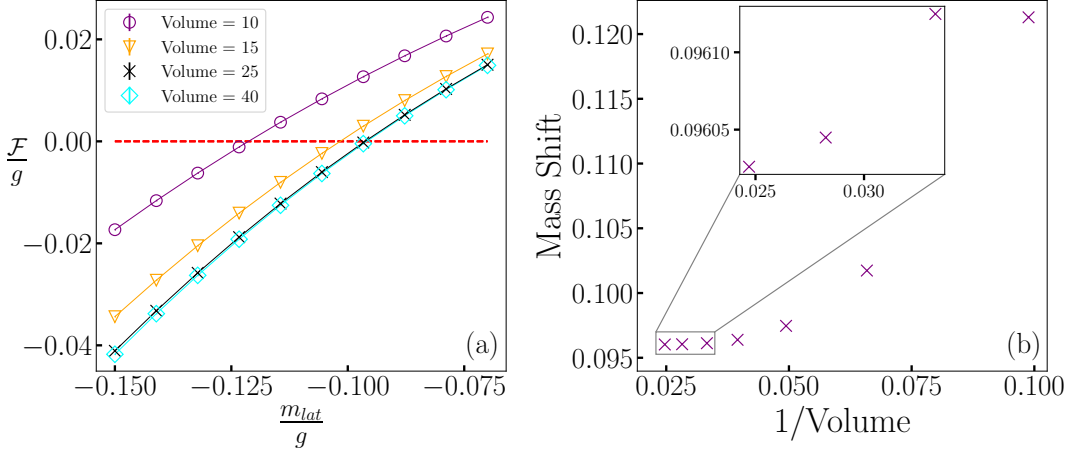 0.02
0.00
−0.02
−0.04
𝓕/g
Volume = 10
Volume = 15
Volume = 25
Volume = 40
(a)
−0.150
−0.125
−0.100
−0.075
m_lat/g
0.120
0.115
0.110
0.105
0.100
0.095
Mass Shift
0.09610
0.09605
0.025
0.030
(b)
0.025
0.050
0.075
0.100
1/Volume